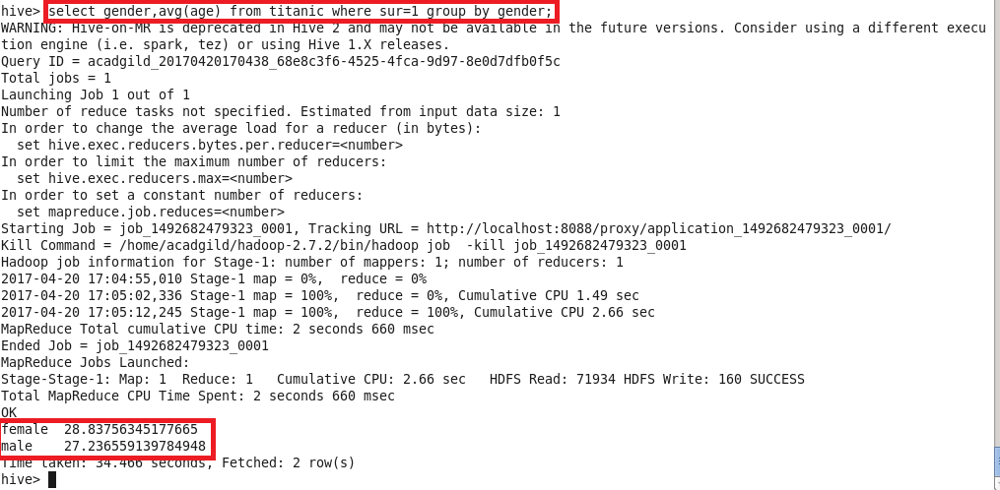 hive> select gender,avg(age) from titanic where sur=1 group by gender;
WARNING: Hive-on-MR is deprecated in Hive 2 and may not be available in the future versions. Consider using a different execu
tion engine (i.e. spark, tez) or using Hive 1.X releases.
Query ID = acadgild_20170420170438_68e8c3f6-4525-4fca-9d97-8e0d7dfb0f5c
Total jobs = 1
Launching Job 1 out of 1
Number of reduce tasks not specified. Estimated from input data size: 1
In order to change the average load for a reducer (in bytes):
  set hive.exec.reducers.bytes.per.reducer=<number>
In order to limit the maximum number of reducers:
  set hive.exec.reducers.max=<number>
In order to set a constant number of reducers:
  set mapreduce.job.reduces=<number>
Starting Job = job_1492682479323_0001, Tracking URL = http://localhost:8088/proxy/application_1492682479323_0001/
Kill Command = /home/acadgild/hadoop-2.7.2/bin/hadoop job  -kill job_1492682479323_0001
Hadoop job information for Stage-1: number of mappers: 1; number of reducers: 1
2017-04-20 17:04:55,010 Stage-1 map = 0%,  reduce = 0%
2017-04-20 17:05:02,336 Stage-1 map = 100%,  reduce = 0%, Cumulative CPU 1.49 sec
2017-04-20 17:05:12,245 Stage-1 map = 100%,  reduce = 100%, Cumulative CPU 2.66 sec
MapReduce Total cumulative CPU time: 2 seconds 660 msec
Ended Job = job_1492682479323_0001
MapReduce Jobs Launched:
Stage-Stage-1: Map: 1  Reduce: 1   Cumulative CPU: 2.66 sec   HDFS Read: 71934 HDFS Write: 160 SUCCESS
Total MapReduce CPU Time Spent: 2 seconds 660 msec
OK
female  28.83756345177665
male    27.236559139784948
Time taken: 34.466 seconds, Fetched: 2 row(s)
hive>